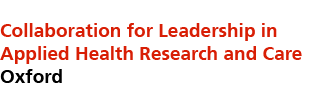 Collaboration for Leadership in
Applied Health Research and Care
Oxford